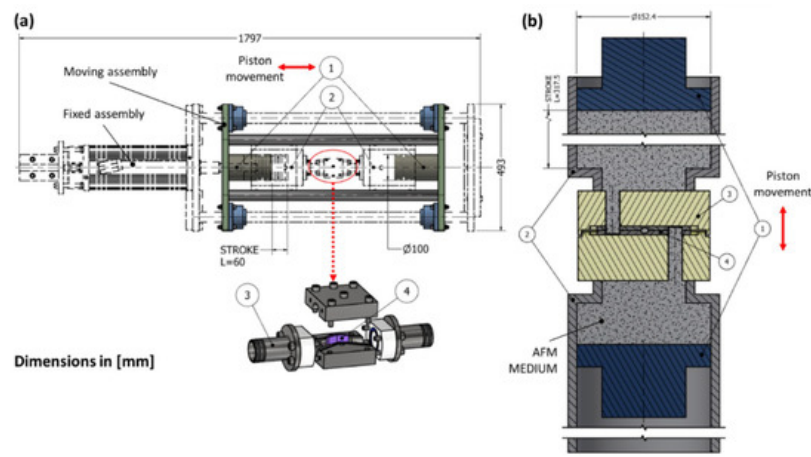 (a)
1797
Piston
movement
1
Moving assembly
2
Fixed assembly
493
STROKE
L=60
Ø100
3
4
Dimensions in [mm]
(b)
Ø152.4
STROKE
L=317.5
Piston
movement
3
2
1
4
AFM
MEDIUM